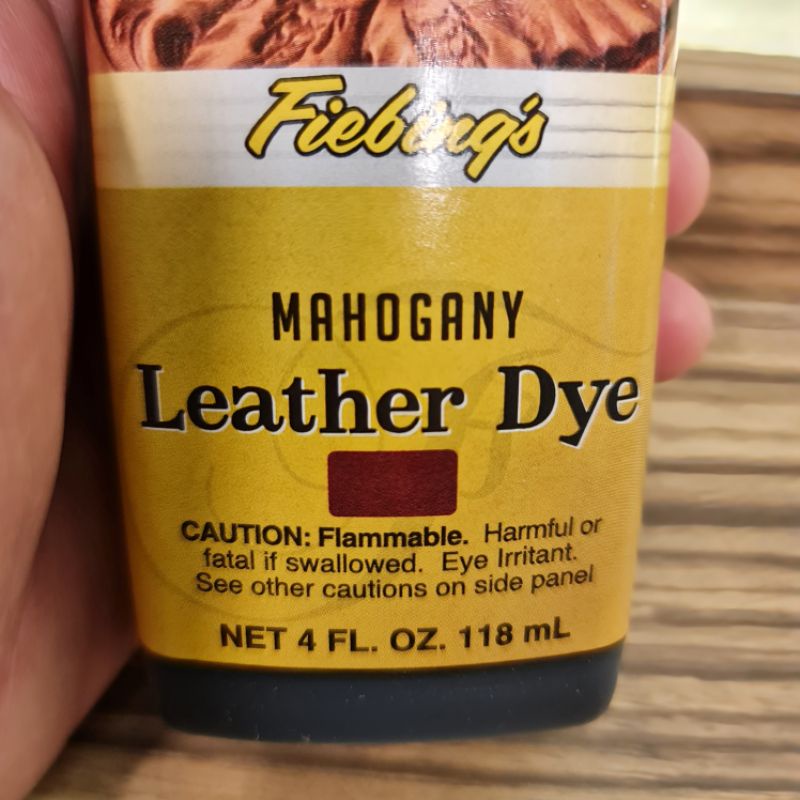 Fiebing's
MAHOGANY
Leather Dye
CAUTION: Flammable. Harmful or
fatal if swallowed. Eye Irritant.
See other cautions on side panel
NET 4 FL. OZ. 118 mL